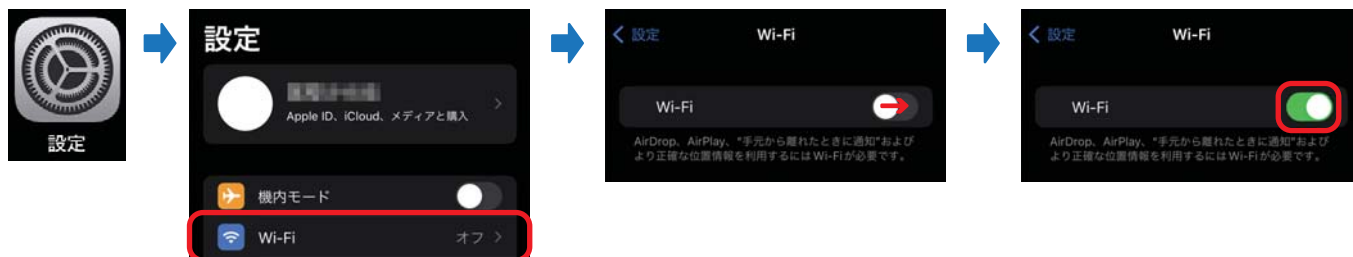 設定
設定
Apple ID、iCloud、メディアと購入
機内モード
Wi-Fi
オフ
設定
Wi-Fi
Wi-Fi
AirDrop、AirPlay、"手元から離れたときに通知"および
より正確な位置情報を利用するにはWi-Fiが必要です。
設定
Wi-Fi
Wi-Fi
AirDrop、AirPlay、"手元から離れたときに通知"および
より正確な位置情報を利用するにはWi-Fiが必要です。